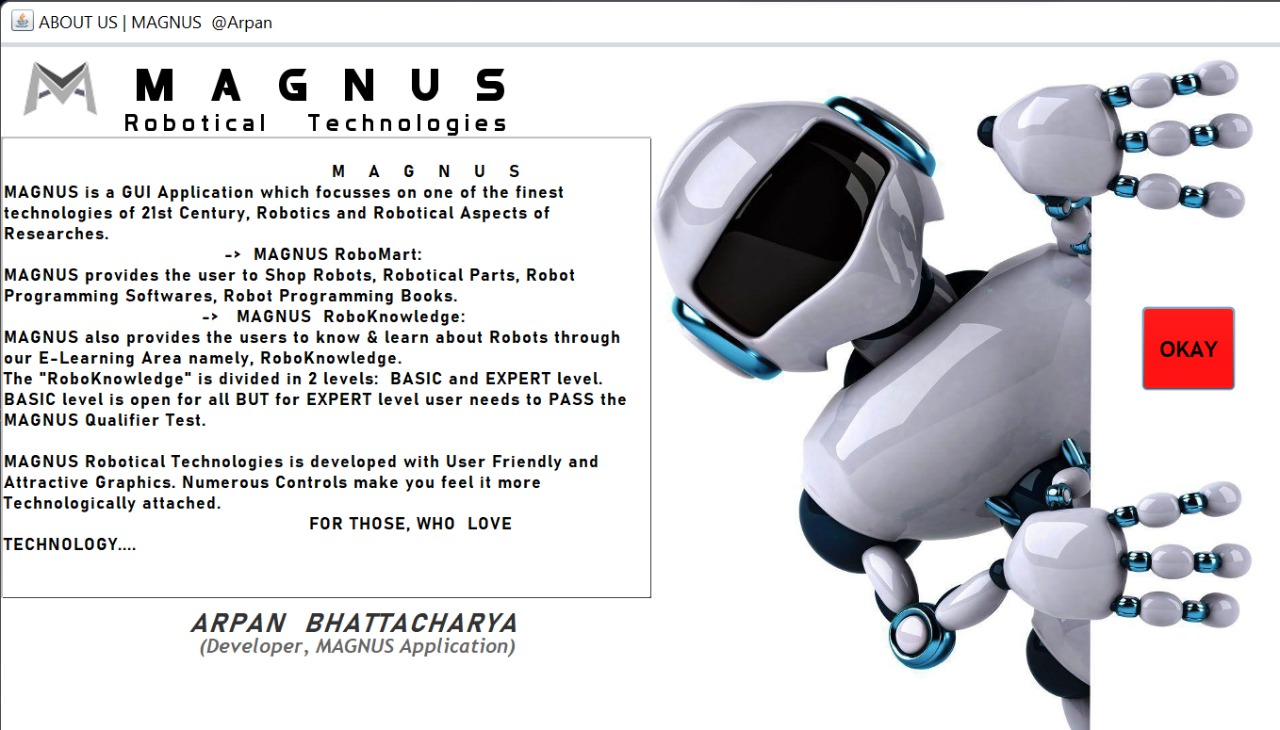 ABOUT US | MAGNUS  @Arpan
M A G N U S
Robotical Technologies
M A G N U S
MAGNUS is a GUI Application which focusses on one of the finest
technologies of 21st Century, Robotics and Robotical Aspects of
Researches.
-> MAGNUS RoboMart:
MAGNUS provides the user to Shop Robots, Robotical Parts, Robot
Programming Softwares, Robot Programming Books.
-> MAGNUS RoboKnowledge:
MAGNUS also provides the users to know & learn about Robots through
our E-Learning Area namely, RoboKnowledge.
The "RoboKnowledge" is divided in 2 levels: BASIC and EXPERT level.
BASIC level is open for all BUT for EXPERT level user needs to PASS the
MAGNUS Qualifier Test.
MAGNUS Robotical Technologies is developed with User Friendly and
Attractive Graphics. Numerous Controls make you feel it more
Technologically attached.
FOR THOSE, WHO LOVE
TECHNOLOGY....
OKAY
ARPAN BHATTACHARYA
(Developer, MAGNUS Application)